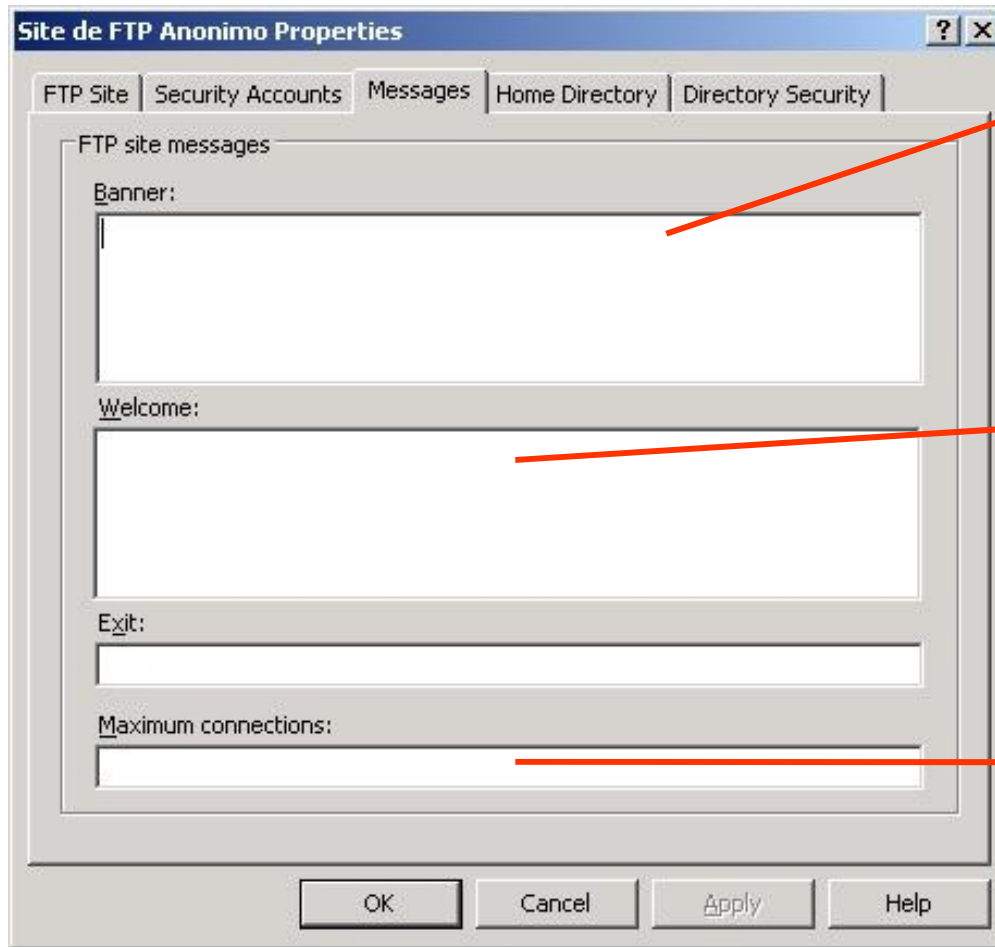 Site de FTP Anonimo Properties
FTP Site Security Accounts Messages Home Directory Directory Security
FTP site messages
Banner:
Welcome:
Exit:
Maximum connections:
OK Cancel Apply Help